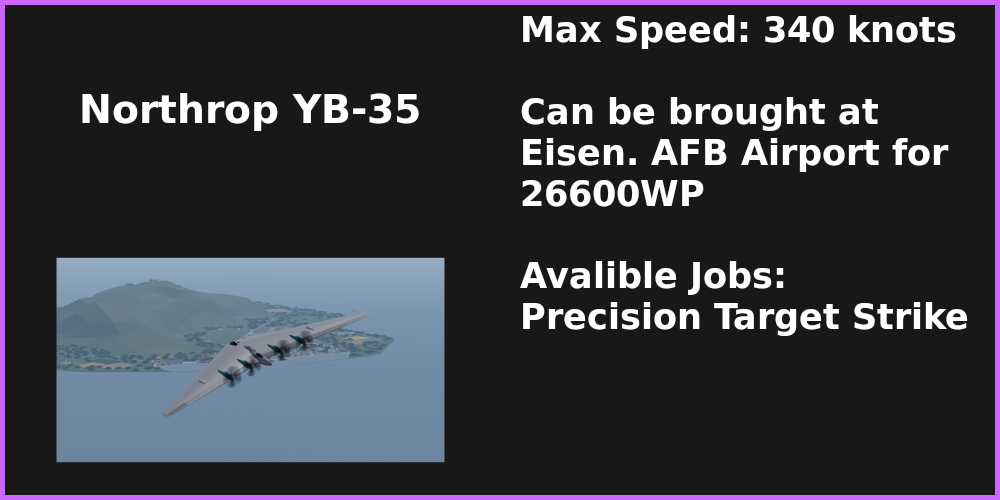 Northrop YB-35
Max Speed: 340 knots
Can be brought at
Eisen. AFB Airport for
26600WP
Avalible Jobs:
Precision Target Strike